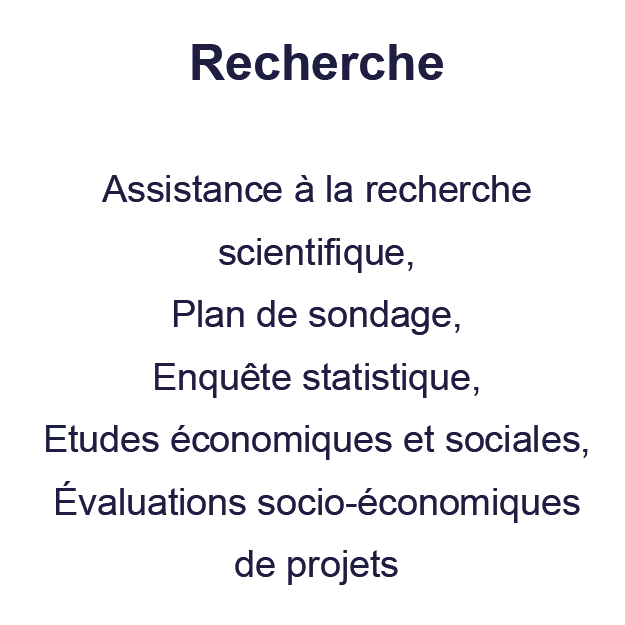 Recherche
Assistance à la recherche
scientifique,
Plan de sondage,
Enquête statistique,
Etudes économiques et sociales,
Évaluations socio-économiques
de projets